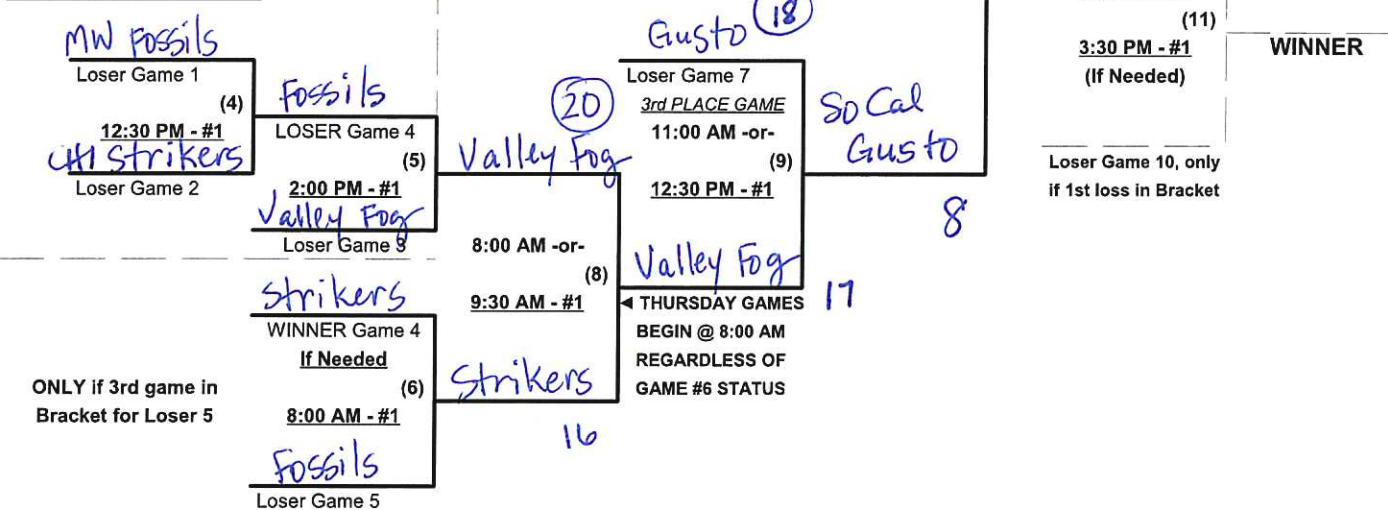 MW Fossils
Loser Game 1
(4)
12:30 PM - #1
CHI Strikers
Loser Game 2
Fossils
LOSER Game 4
(5)
2:00 PM - #1
Valley Fog
Loser Game 3
Strikers
WINNER Game 4
If Needed
(6)
8:00 AM - #1
Fossils
Loser Game 5
ONLY if 3rd game in
Bracket for Loser 5
20
Valley Fog
8:00 AM -or-
(8)
9:30 AM - #1
Strikers
16
Gusto 18
Loser Game 7
3rd PLACE GAME
11:00 AM -or-
(9)
12:30 PM - #1
Valley Fog
17
◄ THURSDAY GAMES
BEGIN @ 8:00 AM
REGARDLESS OF
GAME #6 STATUS
So Cal
Gusto
8
(11)
3:30 PM - #1
(If Needed)
Loser Game 10, only
if 1st loss in Bracket
WINNER